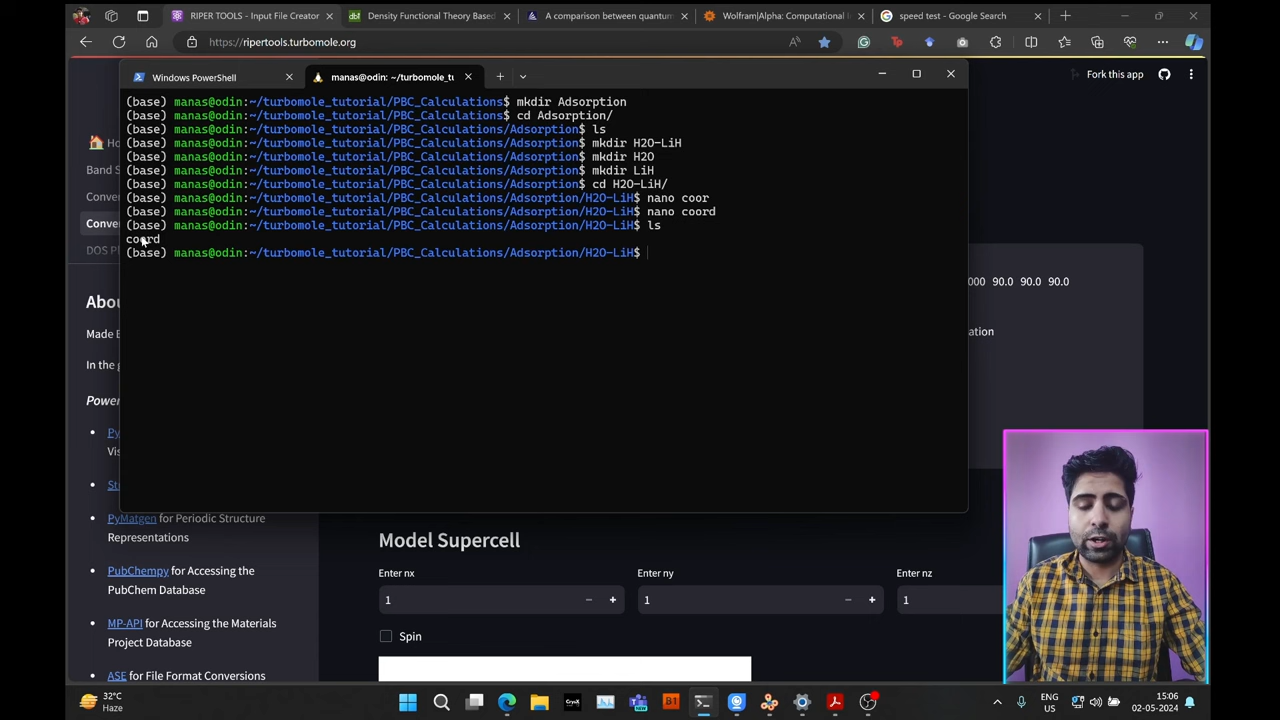 RIPER TOOLS - Input File Creator
Density Functional Theory Based
A comparison between quantum
Wolfram|Alpha: Computational I
speed test - Google Search
https://ripertools.turbomole.org
Fork this app
Windows PowerShell
manas@odin: ~/turbomole_tu
(base) manas@odin:~/turbomole_tutorial/PBC_Calculations$ mkdir Adsorption
(base) manas@odin:~/turbomole_tutorial/PBC_Calculations$ cd Adsorption/
(base) manas@odin:~/turbomole_tutorial/PBC_Calculations/Adsorption$ ls
(base) manas@odin:~/turbomole_tutorial/PBC_Calculations/Adsorption$ mkdir H2O-LiH
(base) manas@odin:~/turbomole_tutorial/PBC_Calculations/Adsorption$ mkdir H2O
(base) manas@odin:~/turbomole_tutorial/PBC_Calculations/Adsorption$ mkdir LiH
(base) manas@odin:~/turbomole_tutorial/PBC_Calculations/Adsorption$ cd H2O-LiH/
(base) manas@odin:~/turbomole_tutorial/PBC_Calculations/Adsorption/H2O-LiH$ nano coor
(base) manas@odin:~/turbomole_tutorial/PBC_Calculations/Adsorption/H2O-LiH$ nano coord
(base) manas@odin:~/turbomole_tutorial/PBC_Calculations/Adsorption/H2O-LiH$ ls
coord
(base) manas@odin:~/turbomole_tutorial/PBC_Calculations/Adsorption/H2O-LiH$
Ho
Band S
Conver
Conve
DOS Pl
000 90.0 90.0 90.0
ation
Abou
Made B
In the g
Power
Py
Vis
St
PyMatgen for Periodic Structure
Representations
PubChempy for Accessing the
PubChem Database
MP-API for Accessing the Materials
Project Database
ASE for File Format Conversions
Model Supercell
Enter nx
Enter ny
Enter nz
1
1
1
Spin
32°C
Haze
CrysX
NEW
B1
ENG
US
15:06
02-05-2024